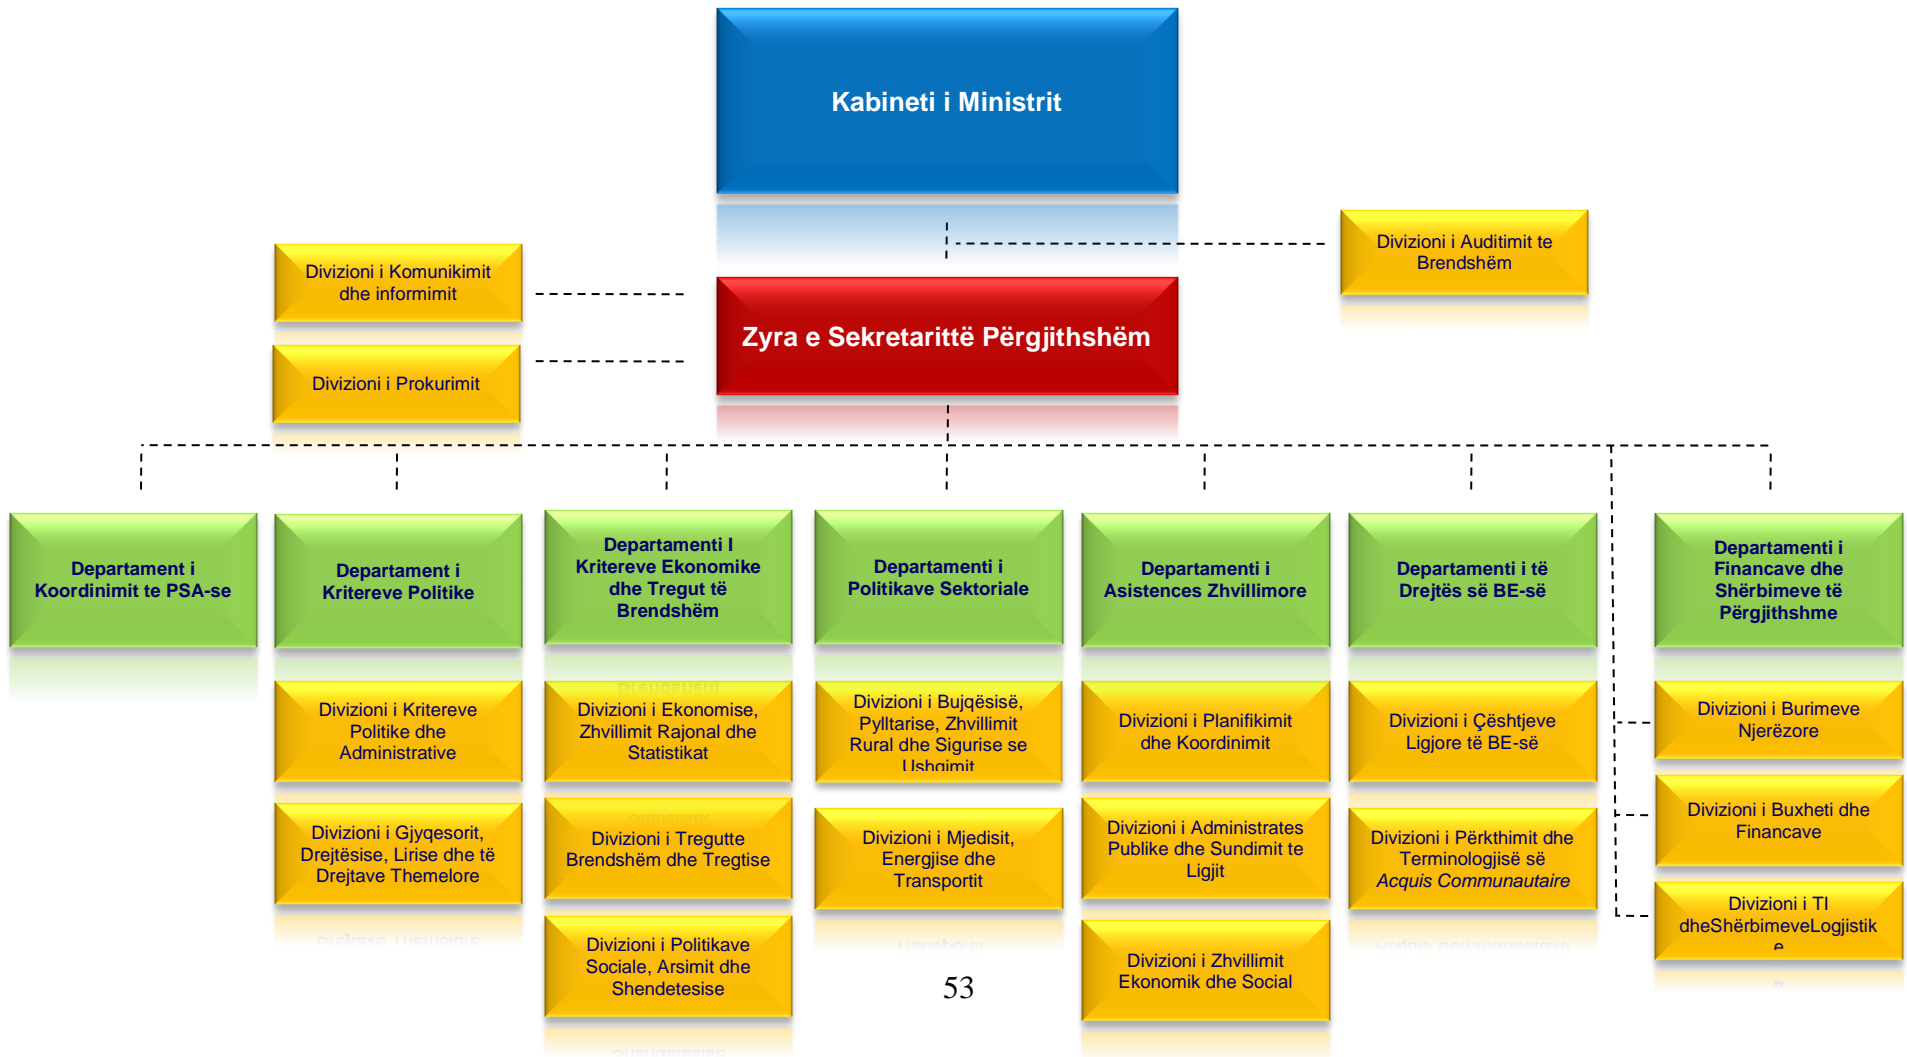 Kabineti i Ministrit
Divizioni i Auditimit te
Brendshëm
Divizioni i Komunikimit
dhe informimit
Zyra e Sekretarittë Përgjithshëm
Divizioni i Prokurimit
Departament i
Koordinimit te PSA-se
Departament i
Kritereve Politike
Departamenti I
Kritereve Ekonomike
dhe Tregut të
Brendshëm
Departamenti i
Politikave Sektoriale
Departamenti i
Asistences Zhvillimore
Departamenti i të
Drejtës së BE-së
Departamenti i
Financave dhe
Shërbimeve të
Përgjithshme
Divizioni i Kritereve
Politike dhe
Administrative
Divizioni i Ekonomise,
Zhvillimit Rajonal dhe
Statistikat
Divizioni i Bujqësisë,
Pylltarise, Zhvillimit
Rural dhe Sigurise se
Ushqimit
Divizioni i Planifikimit
dhe Koordinimit
Divizioni i Çështjeve
Ligjore të BE-së
Divizioni i Burimeve
Njerëzore
Divizioni i Gjyqesorit,
Drejtësise, Lirise dhe të
Drejtave Themelore
Divizioni i Tregutte
Brendshëm dhe Tregtise
Divizioni i Mjedisit,
Energjise dhe
Transportit
Divizioni i Administrates
Publike dhe Sundimit te
Ligjit
Divizioni i Përkthimit dhe
Terminologjisë së
Acquis Communautaire
Divizioni i Buxheti dhe
Financave
Divizioni i Politikave
Sociale, Arsimit dhe
Shendetesise
Divizioni i Zhvillimit
Ekonomik dhe Social
Divizioni i TI
dheShërbimeveLogjistik
e
53